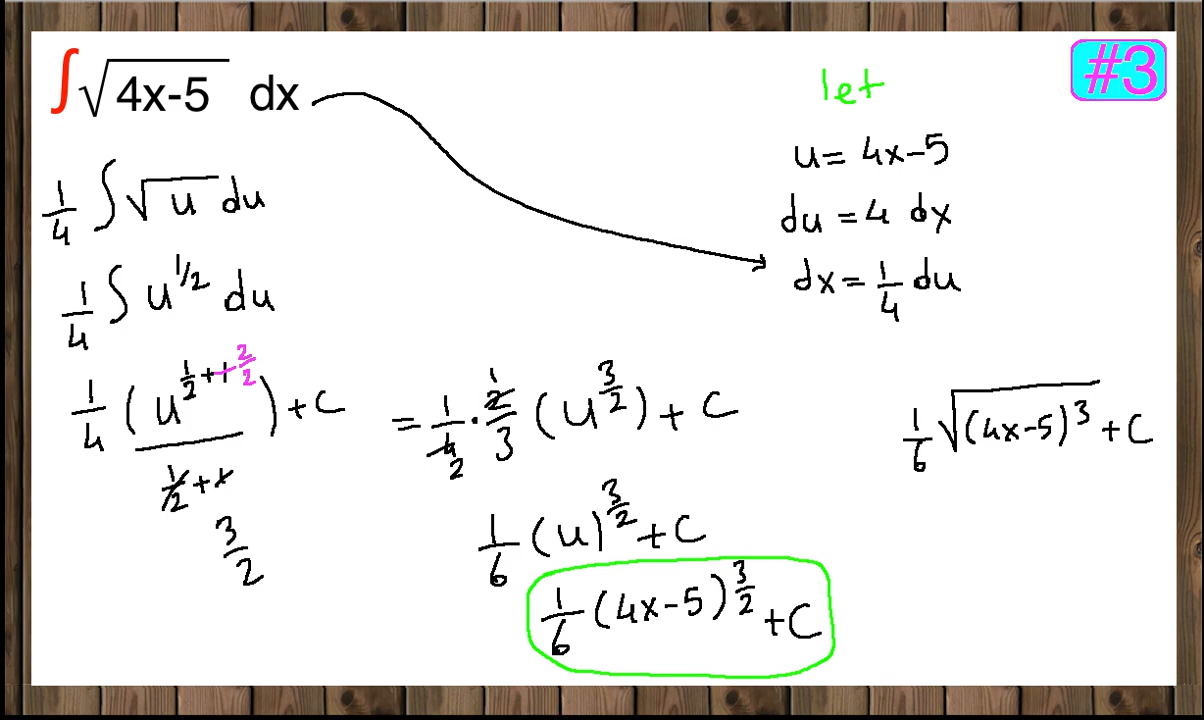 ∫√(4x-5) dx
#3
let
u = 4x-5
du = 4 dx
dx = 1/4 du
1/4 ∫√u du
1/4 ∫ u^(1/2) du
1/4 (u^(1/2 + 1 2/2) / (1/2 + 1)) + C
3/2
= 1/4 2 · 2/3 1 (u^(3/2)) + C
1/6 (u)^(3/2) + C
1/6 (4x-5)^(3/2) + C
1/6 √((4x-5)^3) + C